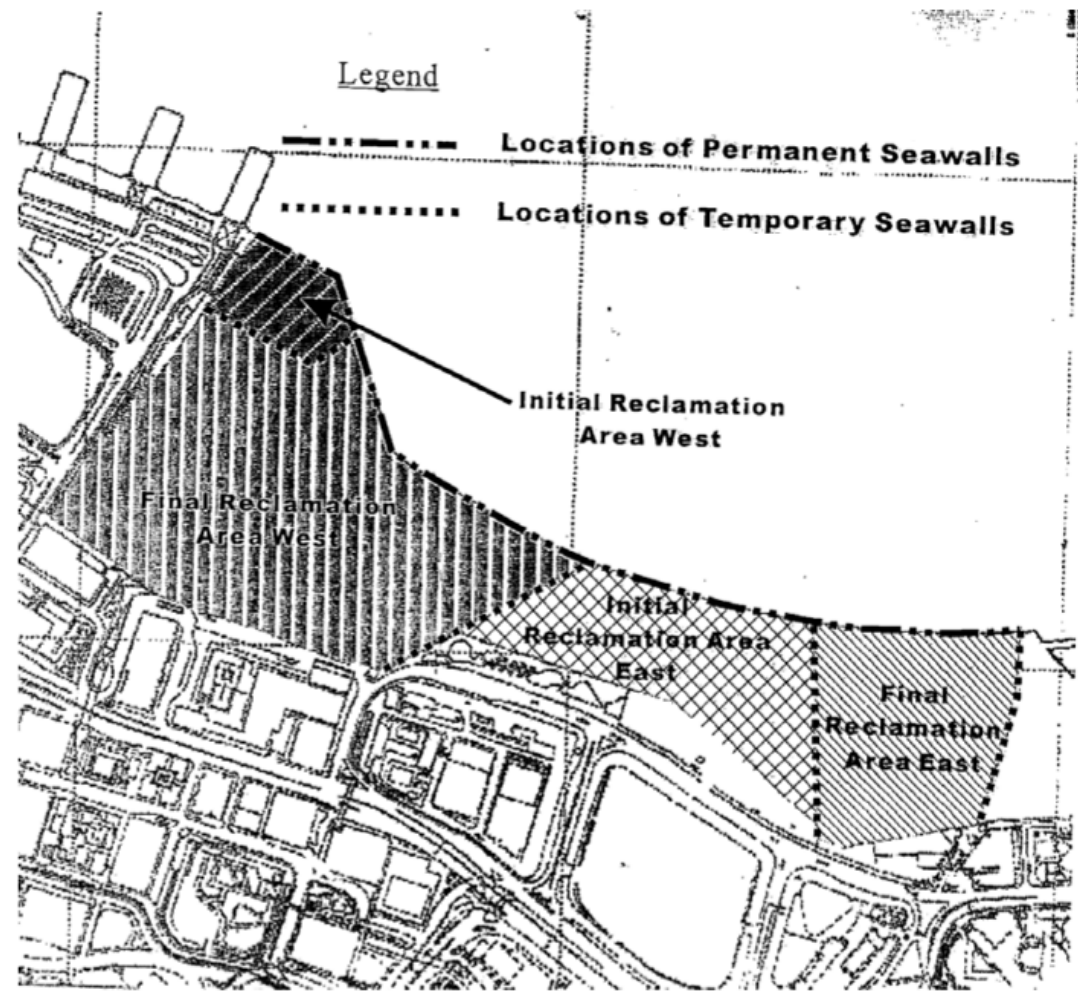 Legend
Locations of Permanent Seawalls
Locations of Temporary Seawalls
Initial Reclamation
Area West
Final Reclamation
Area West
Initial
Reclamation Area
East
Final
Reclamation
Area East